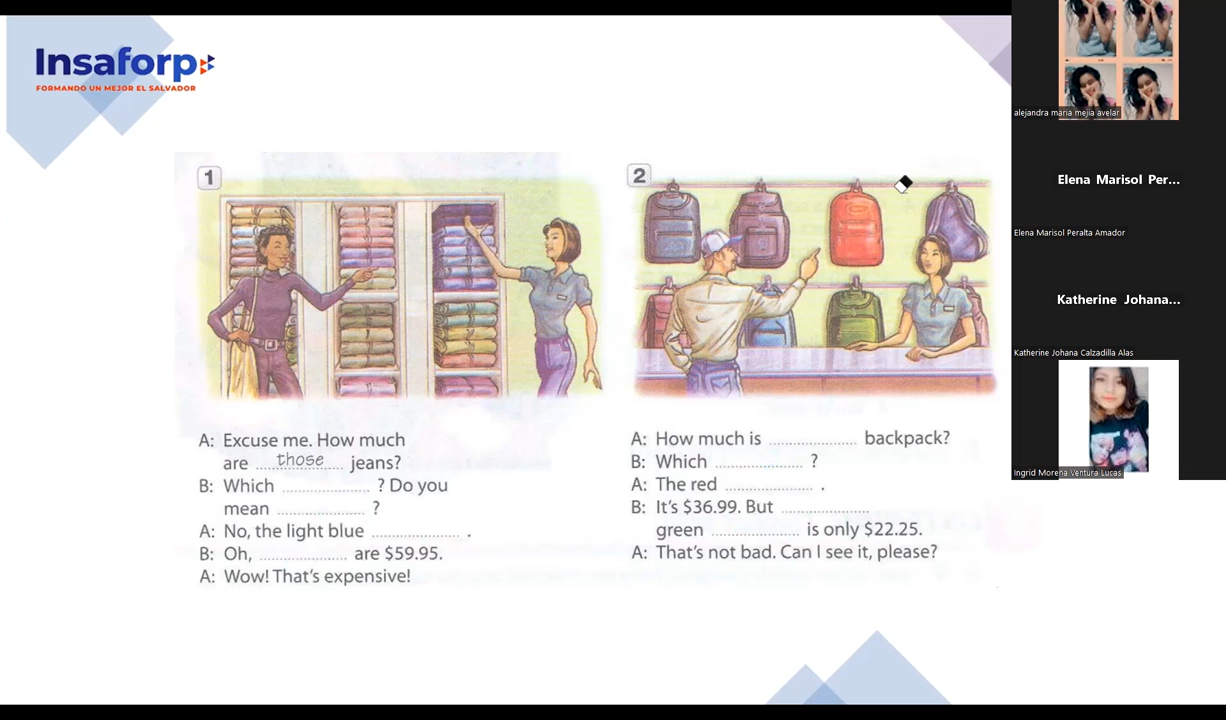 Insaforp
FORMANDO UN MEJOR EL SALVADOR
1
A: Excuse me. How much
are those jeans?
B: Which .................... ? Do you
mean .................... ?
A: No, the light blue .................... .
B: Oh, .................... are $59.95.
A: Wow! That's expensive!
2
A: How much is .................... backpack?
B: Which .................... ?
A: The red .................... .
B: It's $36.99. But ....................
green .................... is only $22.25.
A: That's not bad. Can I see it, please?
alejandra maria mejia avelar
Elena Marisol Per...
Elena Marisol Peralta Amador
Katherine Johana...
Katherine Johana Calzadilla Alas
Ingrid Morena Ventura Lucas